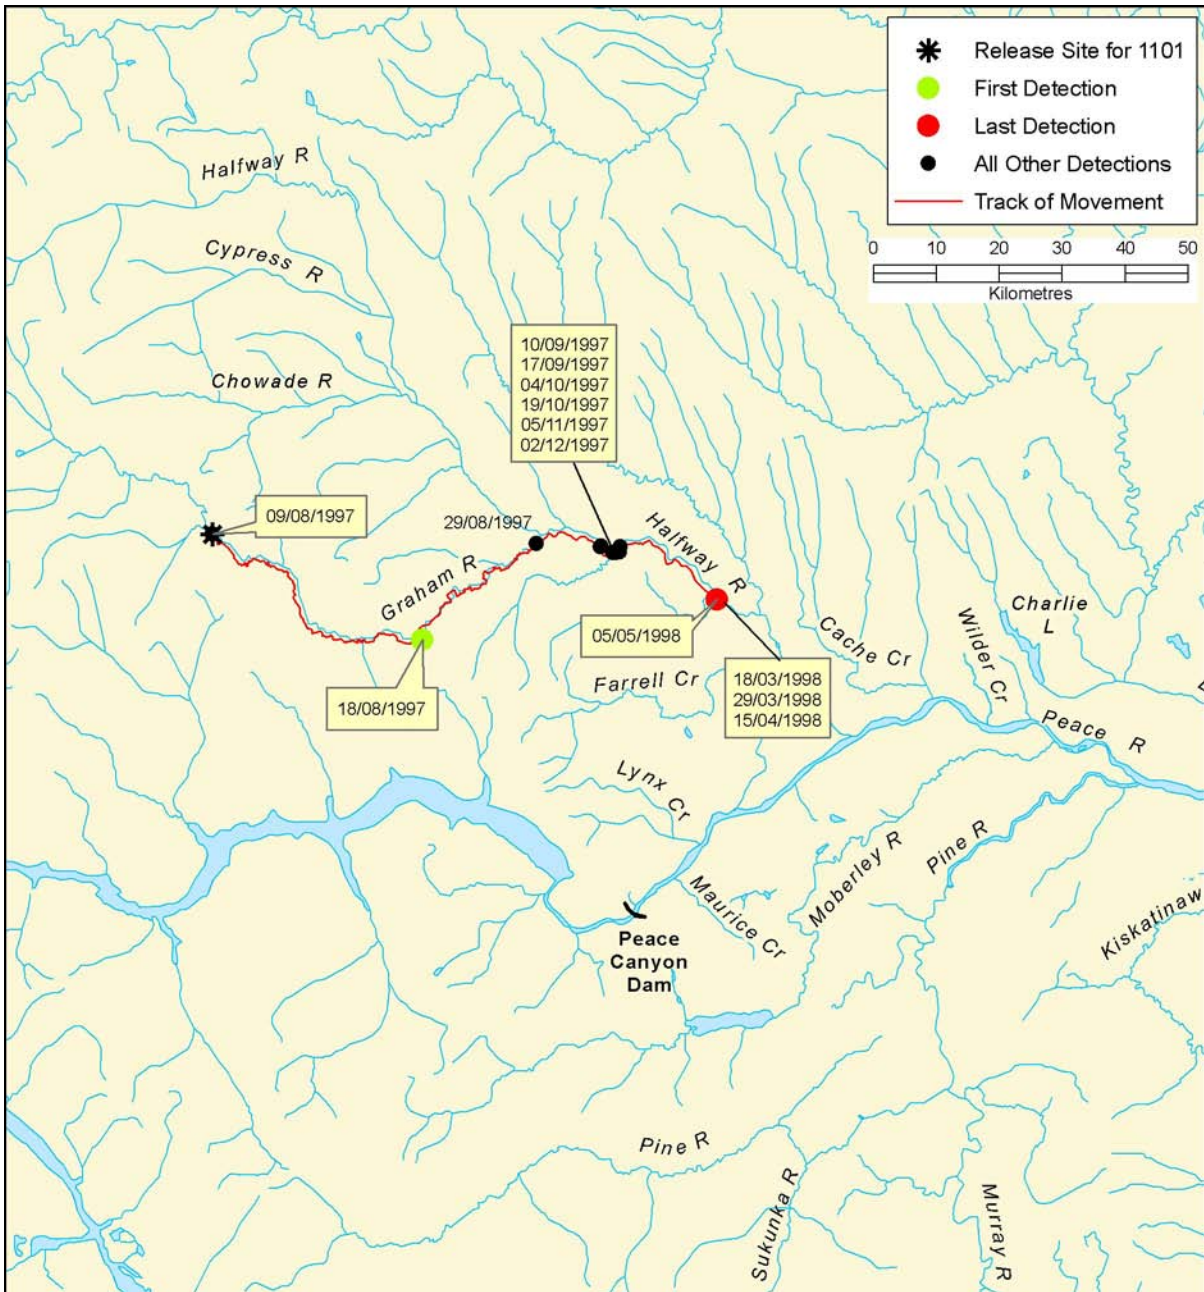 Release Site for 1101
First Detection
Last Detection
All Other Detections
Track of Movement
0 10 20 30 40 50
Kilometres
Halfway R
Cypress R
Chowade R
10/09/1997
17/09/1997
04/10/1997
19/10/1997
05/11/1997
02/12/1997
09/08/1997
29/08/1997
Halfway R
Graham R
05/05/1998
18/08/1997
18/03/1998
29/03/1998
15/04/1998
Farrell Cr
Cache Cr
Wilder Cr
Charlie
L
Peace R
Lynx Cr
Maurice Cr
Moberley R
Pine R
Kiskatinaw
Peace
Canyon
Dam
Pine R
Sukunka R
Murray R